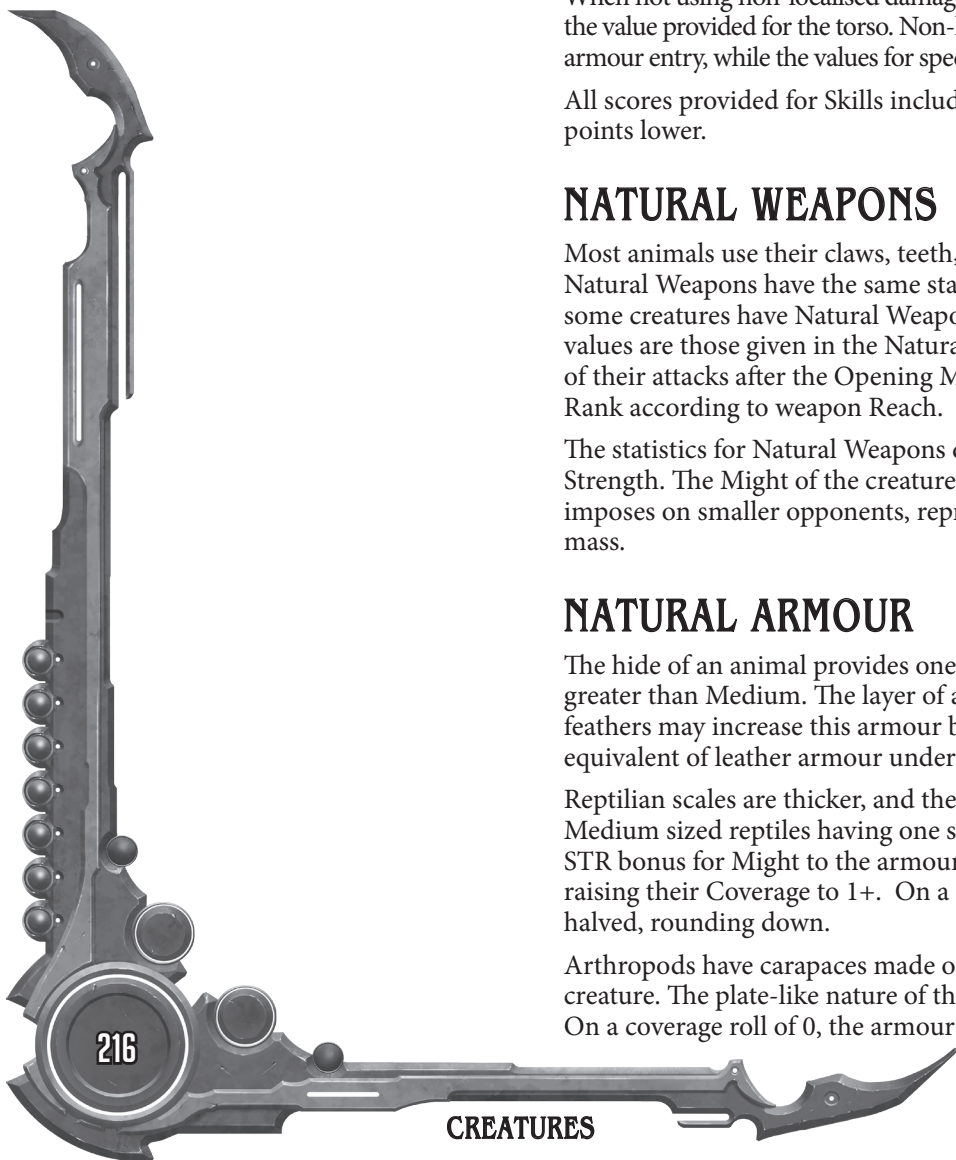 When not using non-localised damag
the value provided for the torso. Non-
armour entry, while the values for spe
All scores provided for Skills includ
points lower.
NATURAL WEAPONS
Most animals use their claws, teeth,
Natural Weapons have the same sta
some creatures have Natural Weapo
values are those given in the Natura
of their attacks after the Opening M
Rank according to weapon Reach.
The statistics for Natural Weapons
Strength. The Might of the creature
imposes on smaller opponents, repr
mass.
NATURAL ARMOUR
The hide of an animal provides one
greater than Medium. The layer of a
feathers may increase this armour b
equivalent of leather armour under
Reptilian scales are thicker, and the
Medium sized reptiles having one s
STR bonus for Might to the armour
raising their Coverage to 1+. On a
halved, rounding down.
Arthropods have carapaces made o
creature. The plate-like nature of th
On a coverage roll of 0, the armour
216
CREATURES